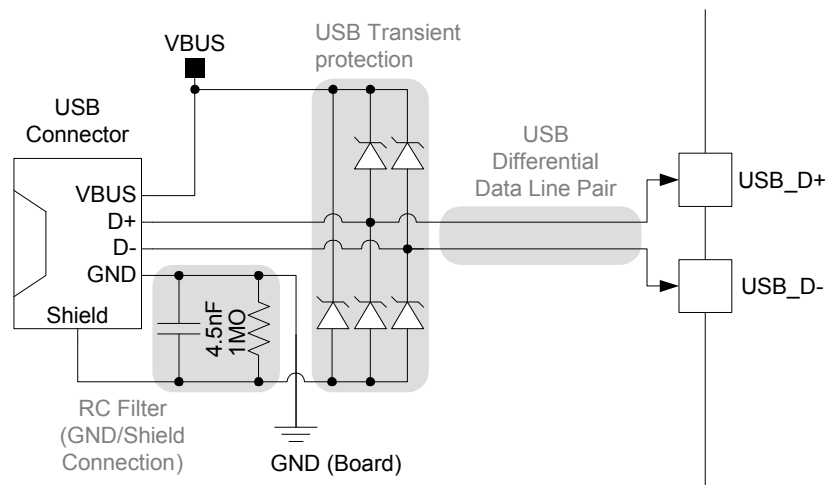 USB Transient
protection
VBUS
USB
Connector
VBUS
D+
D-
GND
Shield
4.5nF
1MO
USB
Differential
Data Line Pair
USB_D+
USB_D-
RC Filter
(GND/Shield
Connection)
GND (Board)